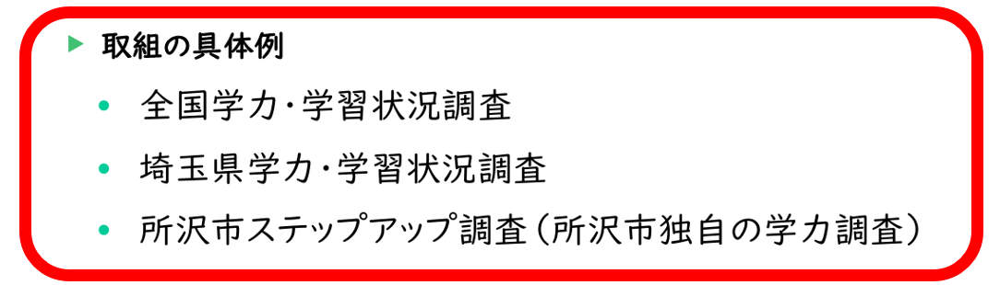 取組の具体例
全国学力・学習状況調査
埼玉県学力・学習状況調査
所沢市ステップアップ調査(所沢市独自の学力調査)